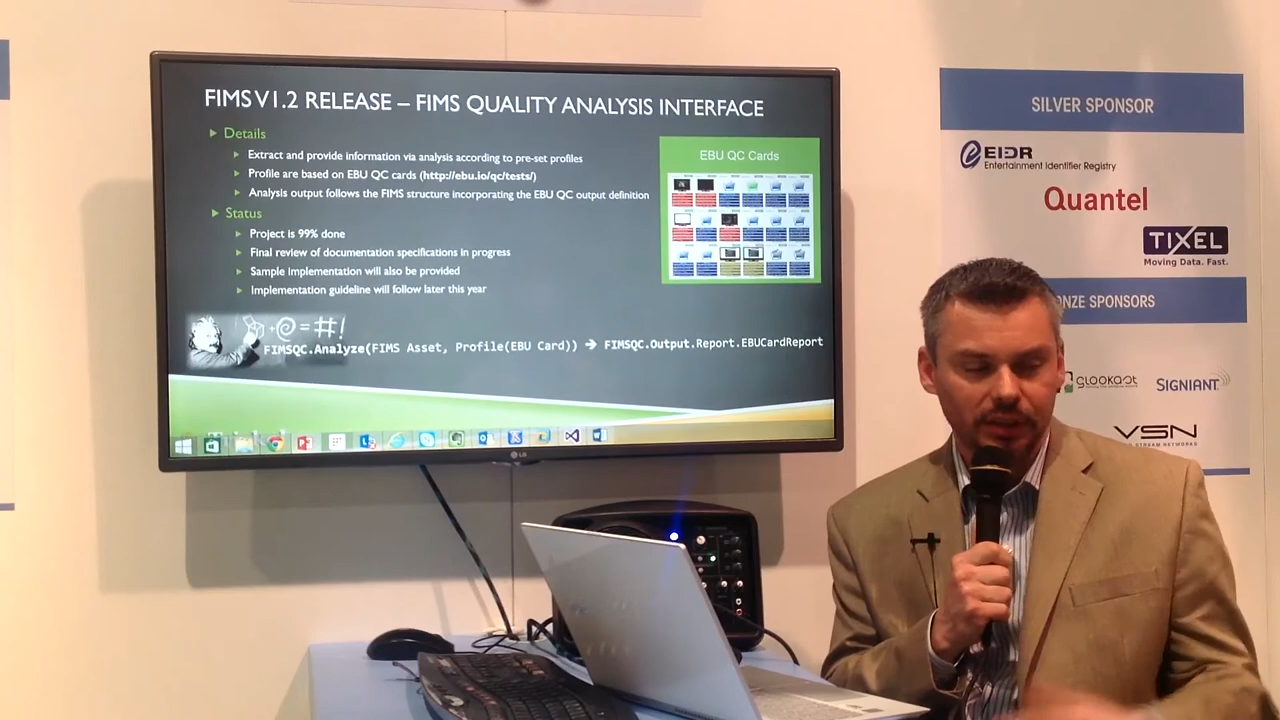 FIMS V1.2 RELEASE – FIMS QUALITY ANALYSIS INTERFACE
Details
Extract and provide information via analysis according to pre-set profiles
Profile are based on EBU QC cards (http://ebu.io/qc/tests/)
Analysis output follows the FIMS structure incorporating the EBU QC output definition
Status
Project is 99% done
Final review of documentation specifications in progress
Sample Implementation will also be provided
Implementation guideline will follow later this year
EBU QC Cards
+@=#!
FIMSQC.Analyze(FIMS Asset, Profile(EBU Card)) → FIMSQC.Output.Report.EBUCardReport
LG
SILVER SPONSOR
EIDR
Entertainment Identifier Registry
Quantel
TIXEL
Moving Data. Fast.
NZE SPONSORS
GLOOKAST
SIGNIANT
VSN
STREAM NETWORKS